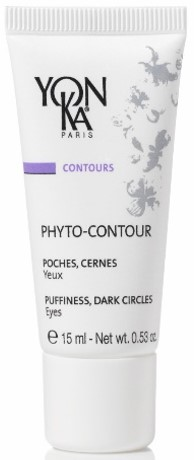 YON
KA®
PARIS
CONTOURS
PHYTO-CONTOUR
POCHES, CERNES
Yeux
PUFFINESS, DARK CIRCLES
Eyes
℮ 15 ml - Net wt. 0.53 oz.